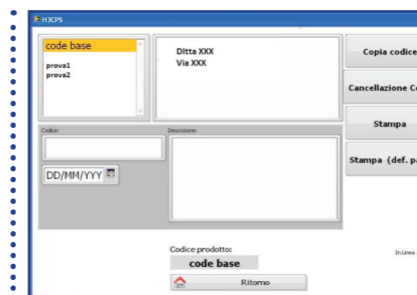 H3CPS
code base
prova1
prova2
Ditta XXX
Via XXX
Copia codice
Cancellazione
Stampa
Stampa (def.
Codice:
Descrizione:
DD/MM/YYY
Codice prodotto:
code base
Ritorno
In Linea